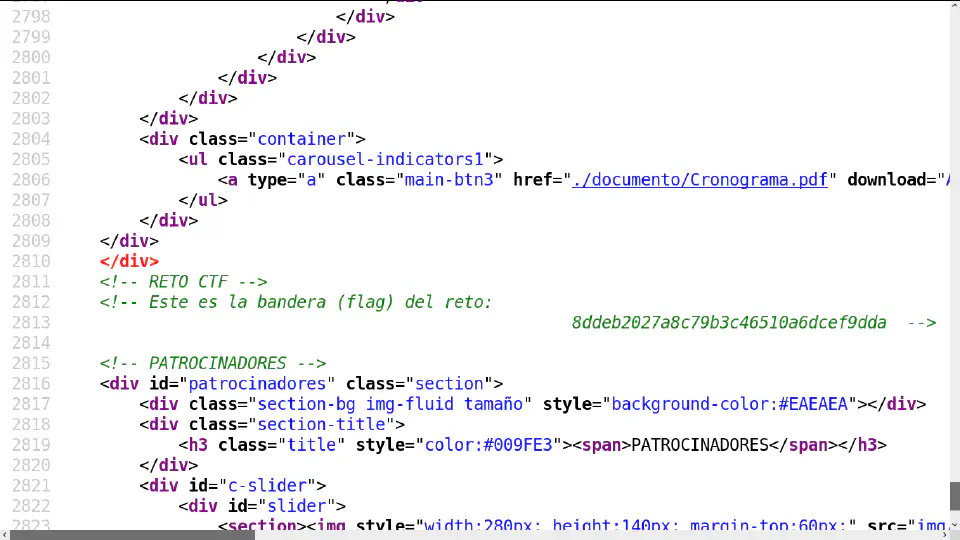 2798 </div>
2799 </div>
2800 </div>
2801 </div>
2802 </div>
2803 </div>
2804 <div class="container">
2805 <ul class="carousel-indicators1">
2806 <a type="a" class="main-btn3" href="./documento/Cronograma.pdf" download="
2807 </ul>
2808 </div>
2809 </div>
2810 </div>
2811 <!-- RETO CTF -->
2812 <!-- Este es la bandera (flag) del reto:
2813 8ddeb2027a8c79b3c46510a6dcef9dda -->
2814
2815 <!-- PATROCINADORES -->
2816 <div id="patrocinadores" class="section">
2817 <div class="section-bg img-fluid tamaño" style="background-color:#EAEAEA"></div>
2818 <div class="section-title">
2819 <h3 class="title" style="color:#009FE3"><span>PATROCINADORES</span></h3>
2820 </div>
2821 <div id="c-slider">
2822 <div id="slider">
2823 <section><img style="width:280px; height:140px; margin-top:60px;" src="img